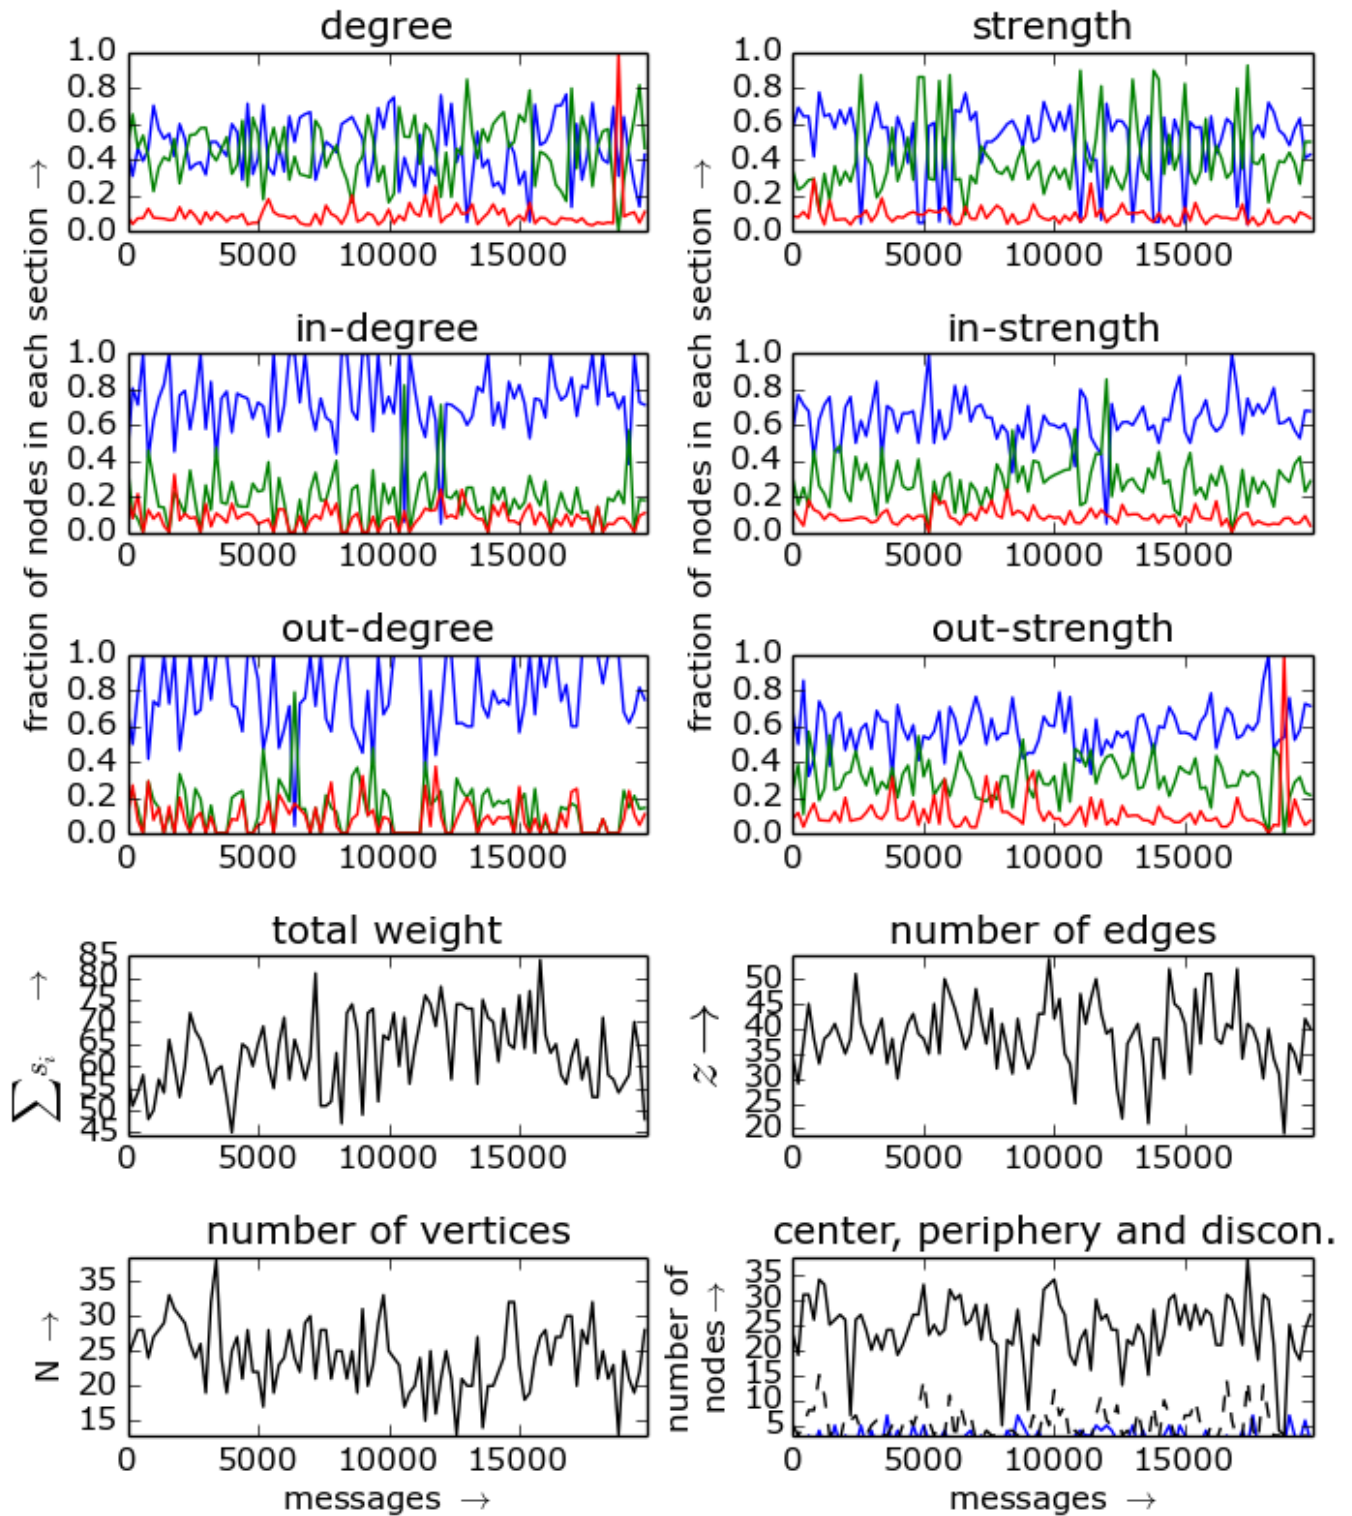 degree
1.0
0.8
0.6
0.4
0.2
0.0
0 5000 10000 15000
strength
1.0
0.8
0.6
0.4
0.2
0.0
0 5000 10000 15000
in-degree
1.0
0.8
0.6
0.4
0.2
0.0
0 5000 10000 15000
in-strength
1.0
0.8
0.6
0.4
0.2
0.0
0 5000 10000 15000
out-degree
1.0
0.8
0.6
0.4
0.2
0.0
0 5000 10000 15000
out-strength
1.0
0.8
0.6
0.4
0.2
0.0
0 5000 10000 15000
fraction of nodes in each section →
fraction of nodes in each section →
total weight
∑ s_i →
85
80
75
70
65
60
55
50
45
0 5000 10000 15000
number of edges
z →
50
45
40
35
30
25
20
0 5000 10000 15000
number of vertices
N →
35
30
25
20
15
0 5000 10000 15000
messages →
center, periphery and discon.
number of
nodes →
35
30
25
20
15
10
5
0 5000 10000 15000
messages →